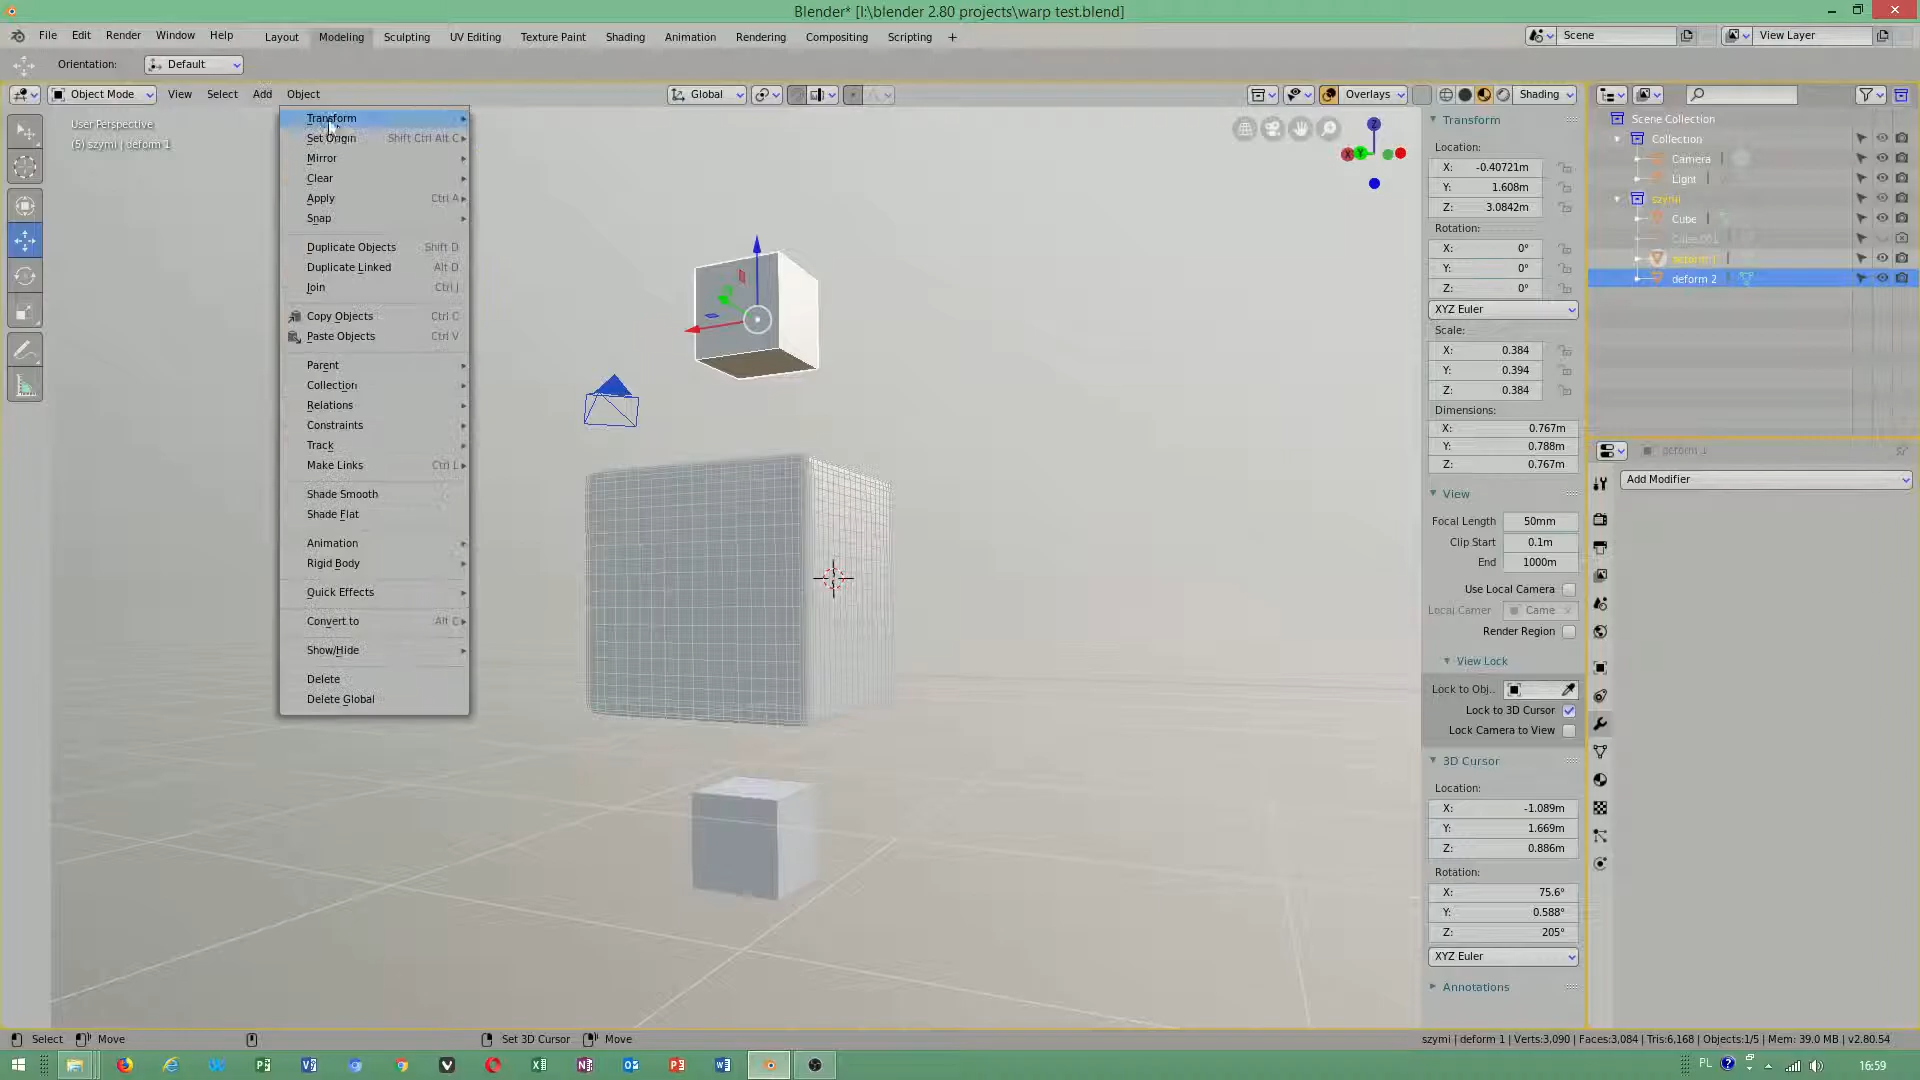 Blender* [I:\blender 2.80 projects\warp test.blend]
File Edit Render Window Help
Layout Modeling Sculpting UV Editing Texture Paint Shading Animation Rendering Compositing Scripting +
Scene View Layer
Orientation: Default
Object Mode View Select Add Object
Global Overlays Shading
User Perspective
(5) szymi | deform 1
Transform
Set Origin Shift Ctrl Alt C
Mirror
Clear
Apply Ctrl A
Snap
Duplicate Objects Shift D
Duplicate Linked Alt D
Join Ctrl J
Copy Objects Ctrl C
Paste Objects Ctrl V
Parent
Collection
Relations
Constraints
Track
Make Links Ctrl L
Shade Smooth
Shade Flat
Animation
Rigid Body
Quick Effects
Convert to Alt C
Show/Hide
Delete
Delete Global
Z
X Y
Transform
Location:
X: -0.40721m
Y: 1.608m
Z: 3.0842m
Rotation:
X: 0°
Y: 0°
Z: 0°
XYZ Euler
Scale:
X: 0.384
Y: 0.394
Z: 0.384
Dimensions:
X: 0.767m
Y: 0.788m
Z: 0.767m
View
Focal Length 50mm
Clip Start 0.1m
End 1000m
Use Local Camera
Local Camer Came
Render Region
View Lock
Lock to Obj..
Lock to 3D Cursor
Lock Camera to View
3D Cursor
Location:
X: -1.089m
Y: 1.669m
Z: 0.886m
Rotation:
X: 75.6°
Y: 0.588°
Z: 205°
XYZ Euler
Annotations
Scene Collection
Collection
Camera
Light
szymi
Cube
Cube.001
deform 1
deform 2
deform 1
Add Modifier
Select Move Set 3D Cursor Move
szymi | deform 1 | Verts:3,090 | Faces:3,084 | Tris:6,168 | Objects:1/5 | Mem: 39.0 MB | v2.80.54
PL 16:59